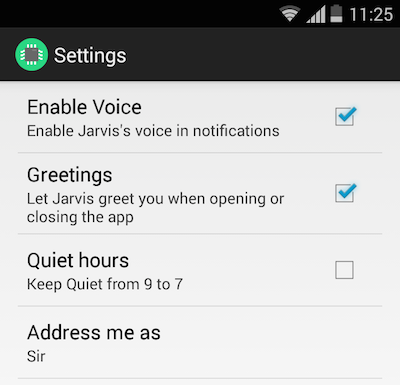 11:25
Settings
Enable Voice
Enable Jarvis's voice in notifications
Greetings
Let Jarvis greet you when opening or
closing the app
Quiet hours
Keep Quiet from 9 to 7
Address me as
Sir